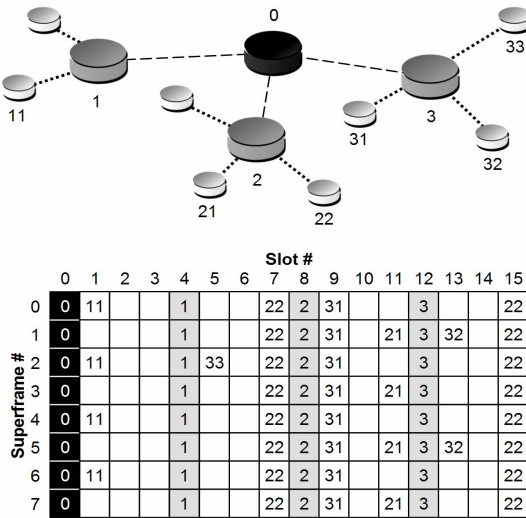 0
33
1
11
3
31
32
2
21
22
Slot #
0 1 2 3 4 5 6 7 8 9 10 11 12 13 14 15
Superframe #
0 0 11 1 22 2 31 3 22
1 0 1 22 2 31 21 3 32 22
2 0 11 1 33 22 2 31 3 22
3 0 1 22 2 31 21 3 22
4 0 11 1 22 2 31 3 22
5 0 1 22 2 31 21 3 32 22
6 0 11 1 22 2 31 3 22
7 0 1 22 2 31 21 3 22